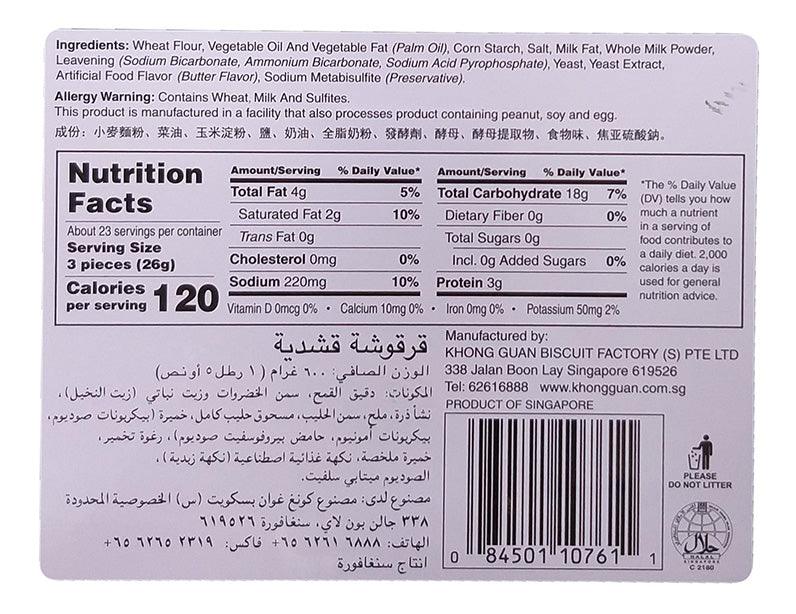 Ingredients: Wheat Flour, Vegetable Oil And Vegetable Fat (Palm Oil), Corn Starch, Salt, Milk Fat, Whole Milk Powder,
Leavening (Sodium Bicarbonate, Ammonium Bicarbonate, Sodium Acid Pyrophosphate), Yeast, Yeast Extract,
Artificial Food Flavor (Butter Flavor), Sodium Metabisulfite (Preservative).
Allergy Warning: Contains Wheat, Milk And Sulfites.
This product is manufactured in a facility that also processes product containing peanut, soy and egg.
成份：小麥麵粉、菜油、玉米淀粉、鹽、奶油、全脂奶粉、發酵劑、酵母、酵母提取物、食物味、焦亚硫酸鈉。
Nutrition
Facts
About 23 servings per container
Serving Size
3 pieces (26g)
Calories
per serving 120
Amount/Serving % Daily Value*
Total Fat 4g 5%
Saturated Fat 2g 10%
Trans Fat 0g
Cholesterol 0mg 0%
Sodium 220mg 10%
Amount/Serving % Daily Value*
Total Carbohydrate 18g 7%
Dietary Fiber 0g 0%
Total Sugars 0g
Incl. 0g Added Sugars 0%
Protein 3g
Vitamin D 0mcg 0% • Calcium 10mg 0% • Iron 0mg 0% • Potassium 50mg 2%
*The % Daily Value
(DV) tells you how
much a nutrient
in a serving of
food contributes to
a daily diet. 2,000
calories a day is
used for general
nutrition advice.
قرقوشة قشدية
الوزن الصافي: ٦٠٠ غرام ( ١ رطل ٥ أونص)
المكونات: دقيق القمح، سمن الخضروات وزيت نباتي (زيت النخيل)،
نشأ ذرة، ملح، سمن الحليب، مسحوق حليب كامل، خميرة (بيكربونات صوديوم،
بيكربونات أمونيوم، حامض بيروفوسفيت صوديوم)، رغوة تخمير،
خميرة ملخصة، نكهة غذائية اصطناعية (نكهة زبدية)،
الصوديوم ميتابي سلفيت.
مصنوع لدى: مصنوع كونغ غوان بسكويت (س) الخصوصية المحدودة
٣٣٨ جالن بون لاي، سنغافورة ٦١٩٥٢٦
الهاتف: ٦٨٨٨ ٦٢٦١ ٦٥+ فاكس: ٢٣١٩ ٦٢٦٥ ٦٥+
انتاج سنغافورة
Manufactured by:
KHONG GUAN BISCUIT FACTORY (S) PTE LTD
338 Jalan Boon Lay Singapore 619526
Tel: 62616888 www.khongguan.com.sg
PRODUCT OF SINGAPORE
0 84501 10761 1
PLEASE
DO NOT LITTER
حلال
HALAL
SINGAPORE
C 2180